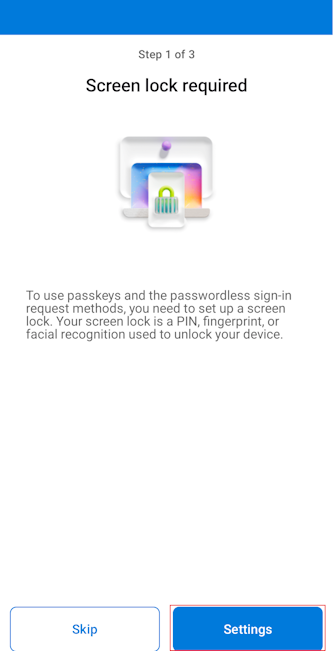 Step 1 of 3
Screen lock required
To use passkeys and the passwordless sign-in
request methods, you need to set up a screen
lock. Your screen lock is a PIN, fingerprint, or
facial recognition used to unlock your device.
Skip
Settings